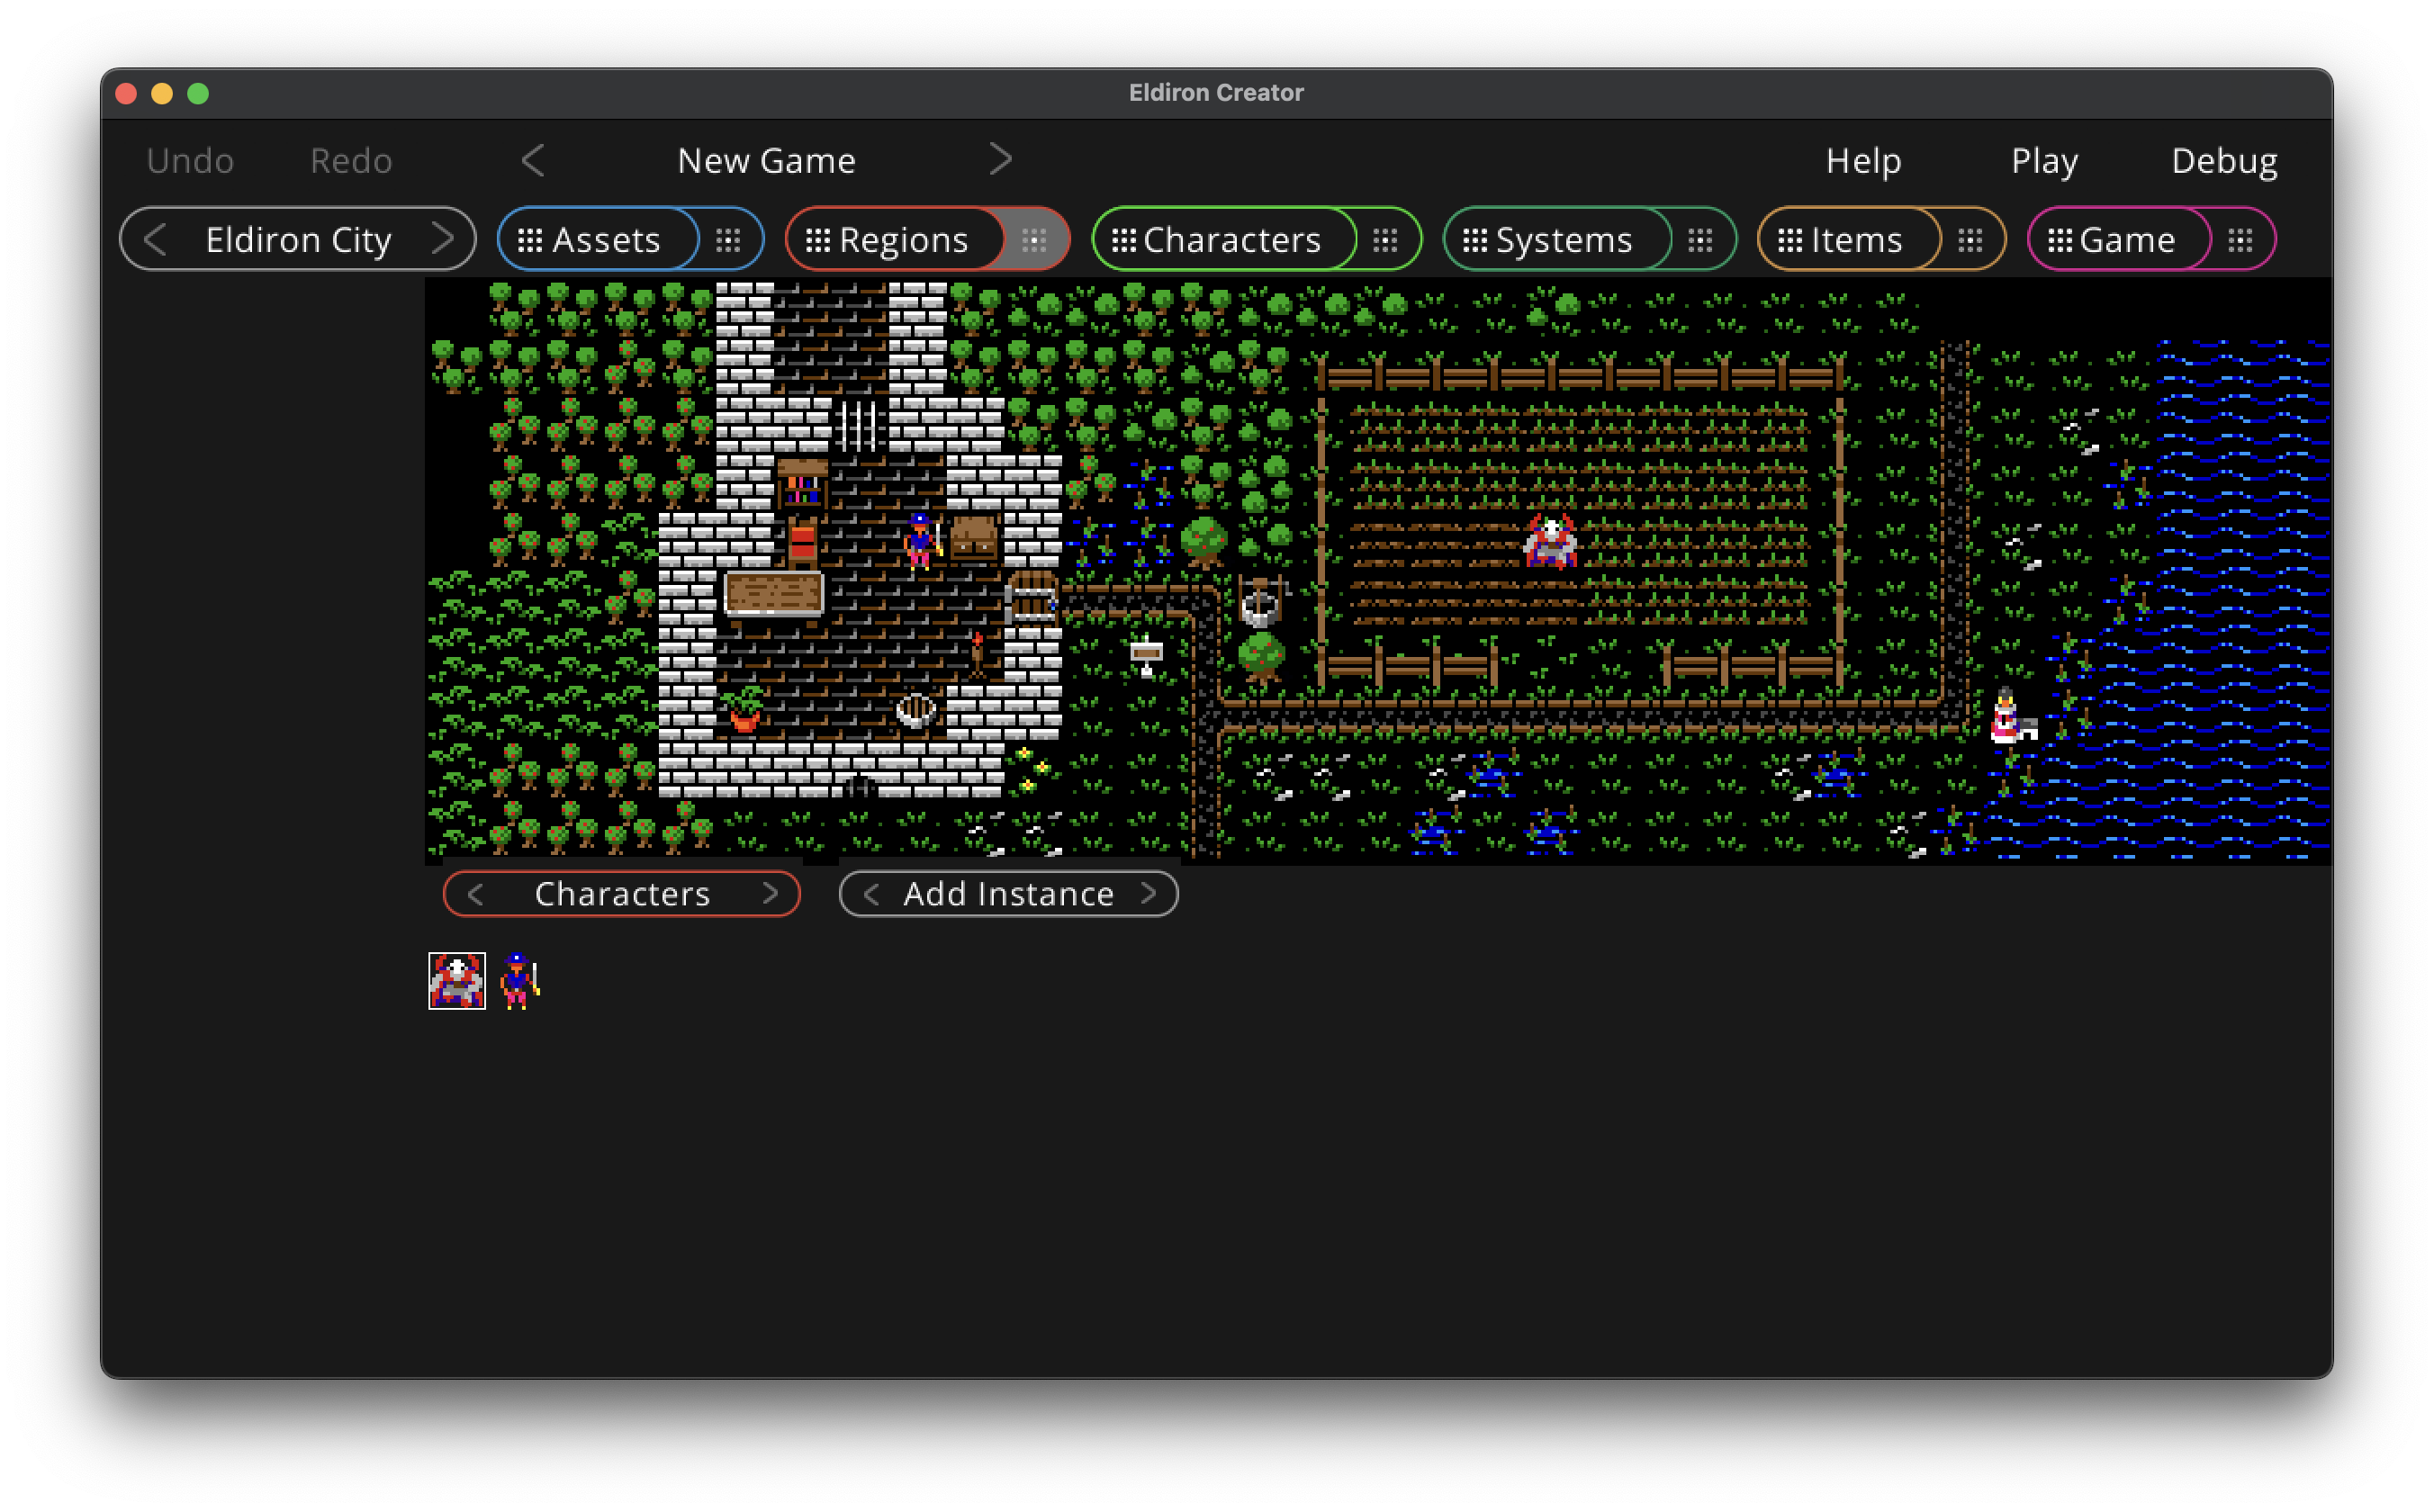 Eldiron Creator
Undo Redo New Game Help Play Debug
Eldiron City Assets Regions Characters Systems Items Game
Characters Add Instance